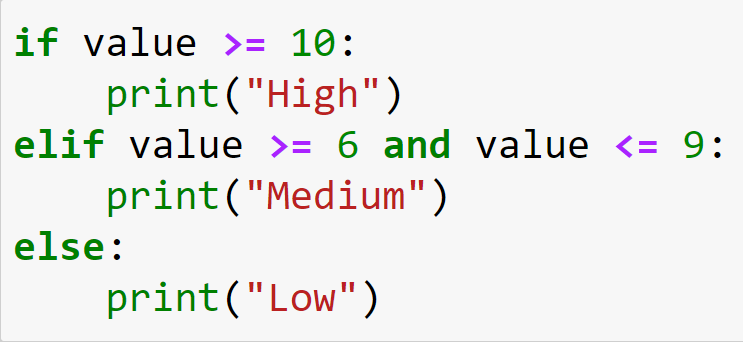 if value >= 10:
    print("High")
elif value >= 6 and value <= 9:
    print("Medium")
else:
    print("Low")